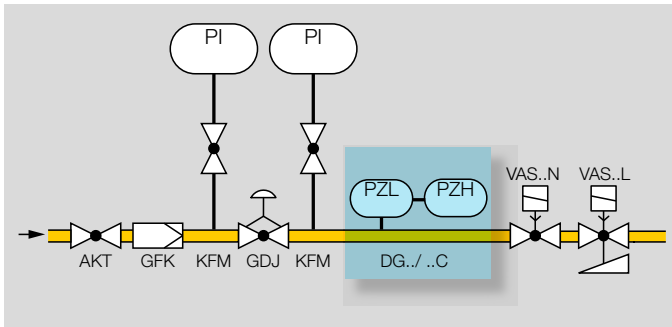 PI PI
PZL PZH
VAS..N VAS..L
AKT GFK KFM GDJ KFM DG../ ..C